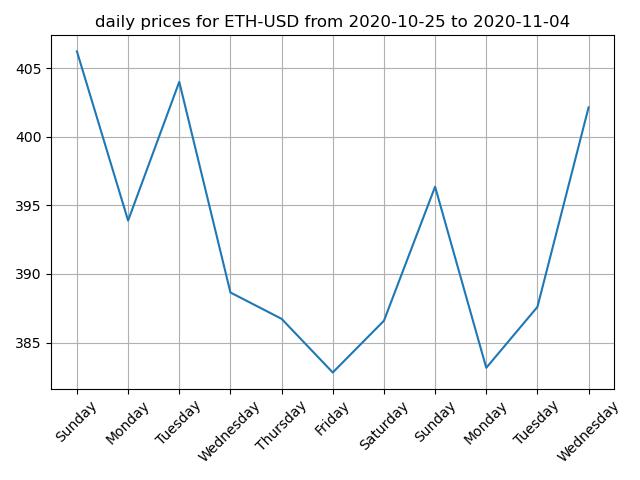 daily prices for ETH-USD from 2020-10-25 to 2020-11-04
405
400
395
390
385
Sunday
Monday
Tuesday
Wednesday
Thursday
Friday
Saturday
Sunday
Monday
Tuesday
Wednesday